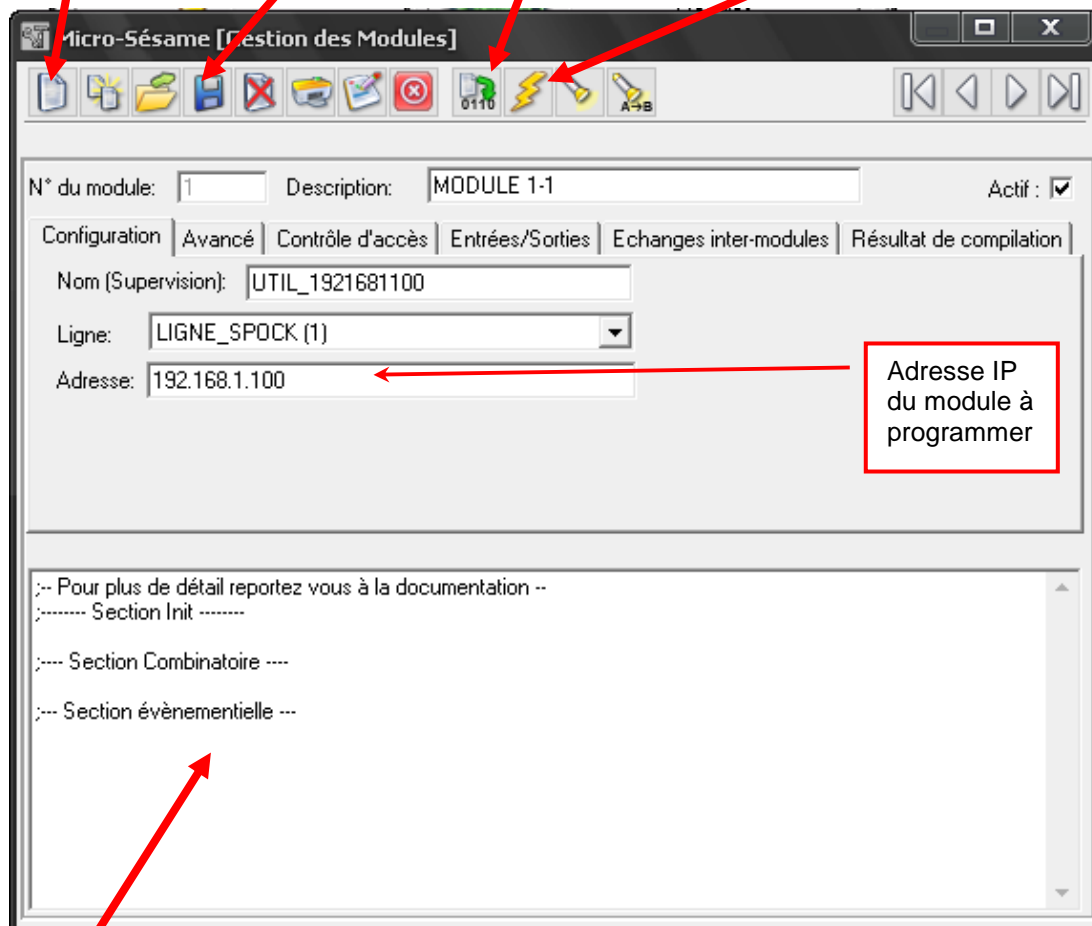 Micro-Sésame [Gestion des Modules]
X
0110
A→B
N° du module: 1 Description: MODULE 1-1 Actif :
Configuration Avancé Contrôle d'accès Entrées/Sorties Echanges inter-modules Résultat de compilation
Nom (Supervision): UTIL_1921681100
Ligne: LIGNE_SPOCK (1)
Adresse: 192.168.1.100
Adresse IP
du module à
programmer
;-- Pour plus de détail reportez vous à la documentation --
;-------- Section Init --------
;---- Section Combinatoire ----
;--- Section évènementielle ---